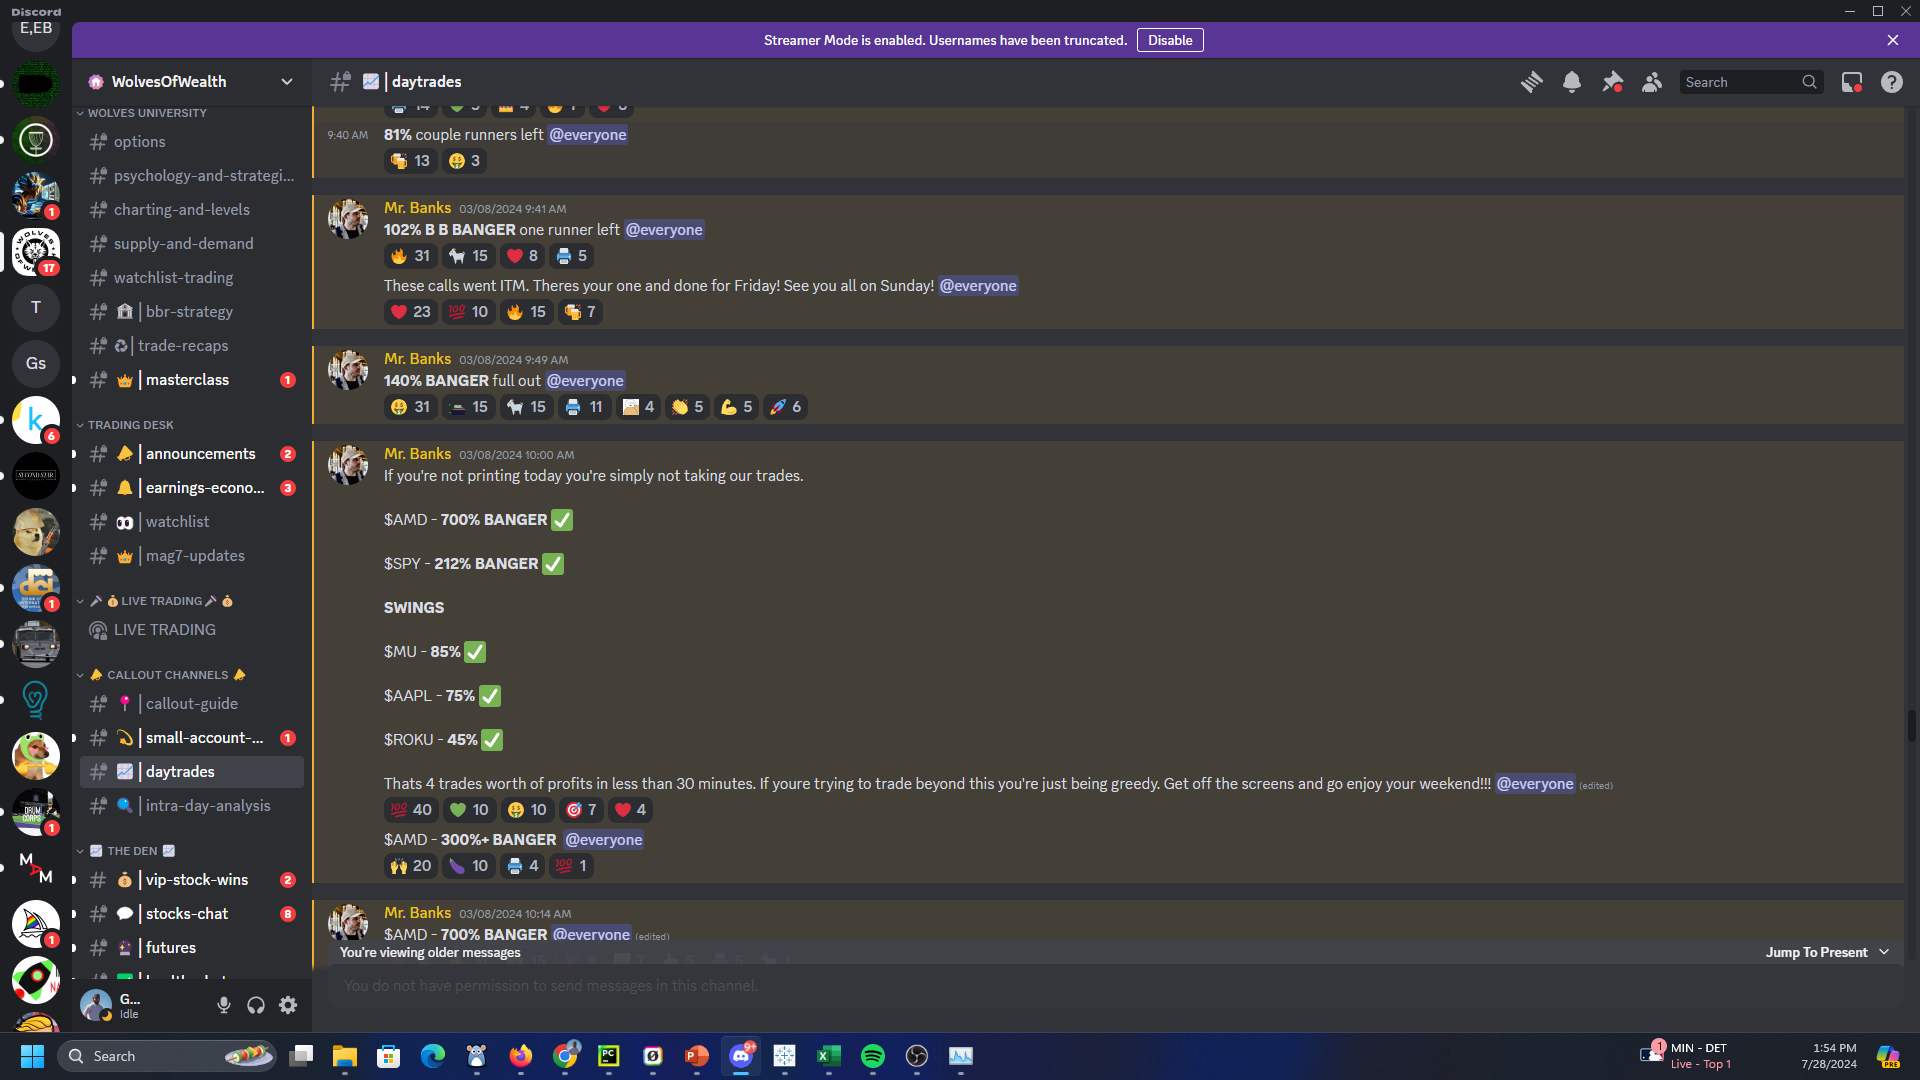 Discord
E,EB
Streamer Mode is enabled. Usernames have been truncated.
Disable
WolvesOfWealth
| daytrades
Search
WOLVES UNIVERSITY
options
psychology-and-strategi...
charting-and-levels
supply-and-demand
watchlist-trading
| bbr-strategy
| trade-recaps
| masterclass 1
TRADING DESK
| announcements 2
| earnings-econo... 3
| watchlist
| mag7-updates
LIVE TRADING
LIVE TRADING
CALLOUT CHANNELS
| callout-guide
| small-account-... 1
| daytrades
| intra-day-analysis
THE DEN
| vip-stock-wins 2
| stocks-chat 8
| futures
G...
Idle
1
17
T
Gs
k
6
SECOND STAR
dci
1
DRUM CORPS
1
M A M
1
9:40 AM 81% couple runners left @everyone
13 3
Mr. Banks 03/08/2024 9:41 AM
102% B B BANGER one runner left @everyone
31 15 8 5
These calls went ITM. Theres your one and done for Friday! See you all on Sunday! @everyone
23 10 15 7
Mr. Banks 03/08/2024 9:49 AM
140% BANGER full out @everyone
31 15 15 11 4 5 5 6
Mr. Banks 03/08/2024 10:00 AM
If you're not printing today you're simply not taking our trades.
$AMD - 700% BANGER
$SPY - 212% BANGER
SWINGS
$MU - 85%
$AAPL - 75%
$ROKU - 45%
Thats 4 trades worth of profits in less than 30 minutes. If youre trying to trade beyond this you're just being greedy. Get off the screens and go enjoy your weekend!!! @everyone (edited)
40 10 10 7 4
$AMD - 300%+ BANGER @everyone
20 10 4 1
Mr. Banks 03/08/2024 10:14 AM
$AMD - 700% BANGER @everyone (edited)
You're viewing older messages
Jump To Present
You do not have permission to send messages in this channel.
Search
PC
9+
1
MIN - DET
Live - Top 1
1:54 PM
7/28/2024
PRE